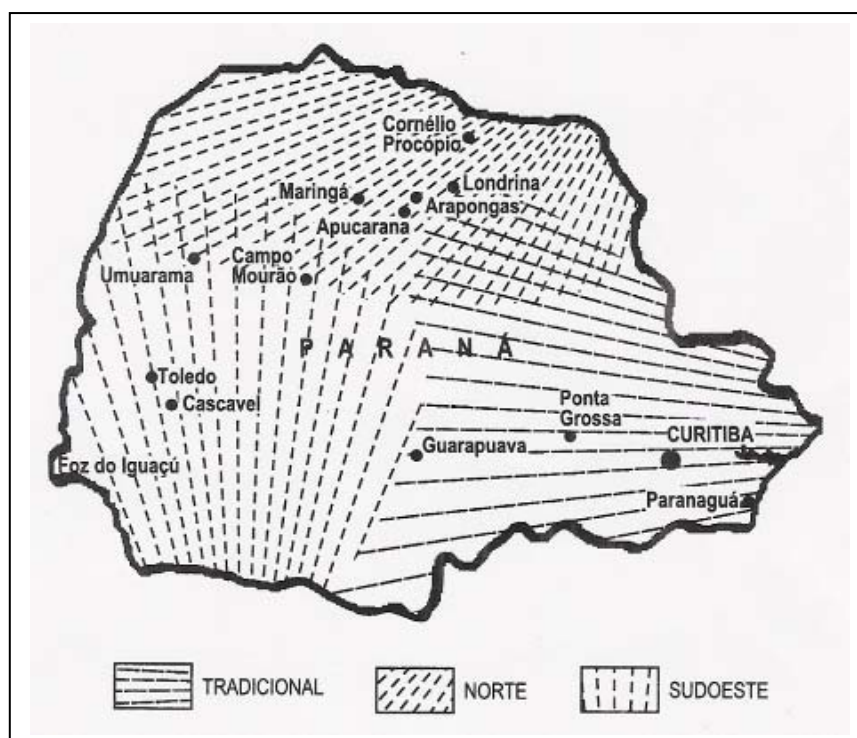 Cornélio
Procópio
Londrina
Maringá
Arapongas
Apucarana
Umuarama
Campo
Mourão
PARANÁ
Toledo
Cascavel
Ponta
Grossa
CURITIBA
Guarapuava
Foz do Iguaçú
Paranaguá
TRADICIONAL
NORTE
SUDOESTE